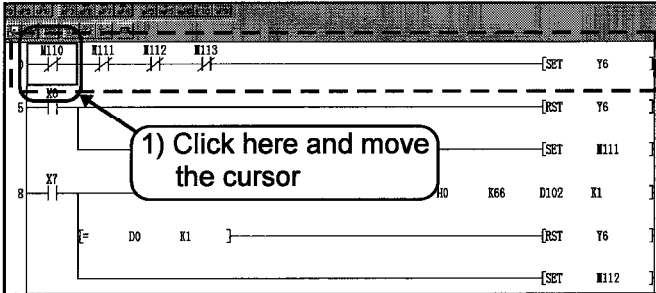 M110 M111 M112 M113
0 [SET Y6 ]
X6
5 [RST Y6 ]
[SET M111 ]
1) Click here and move
the cursor
X7
8 H0 K66 D102 K1 ]
[= D0 K1 ] [RST Y6 ]
[SET M112 ]